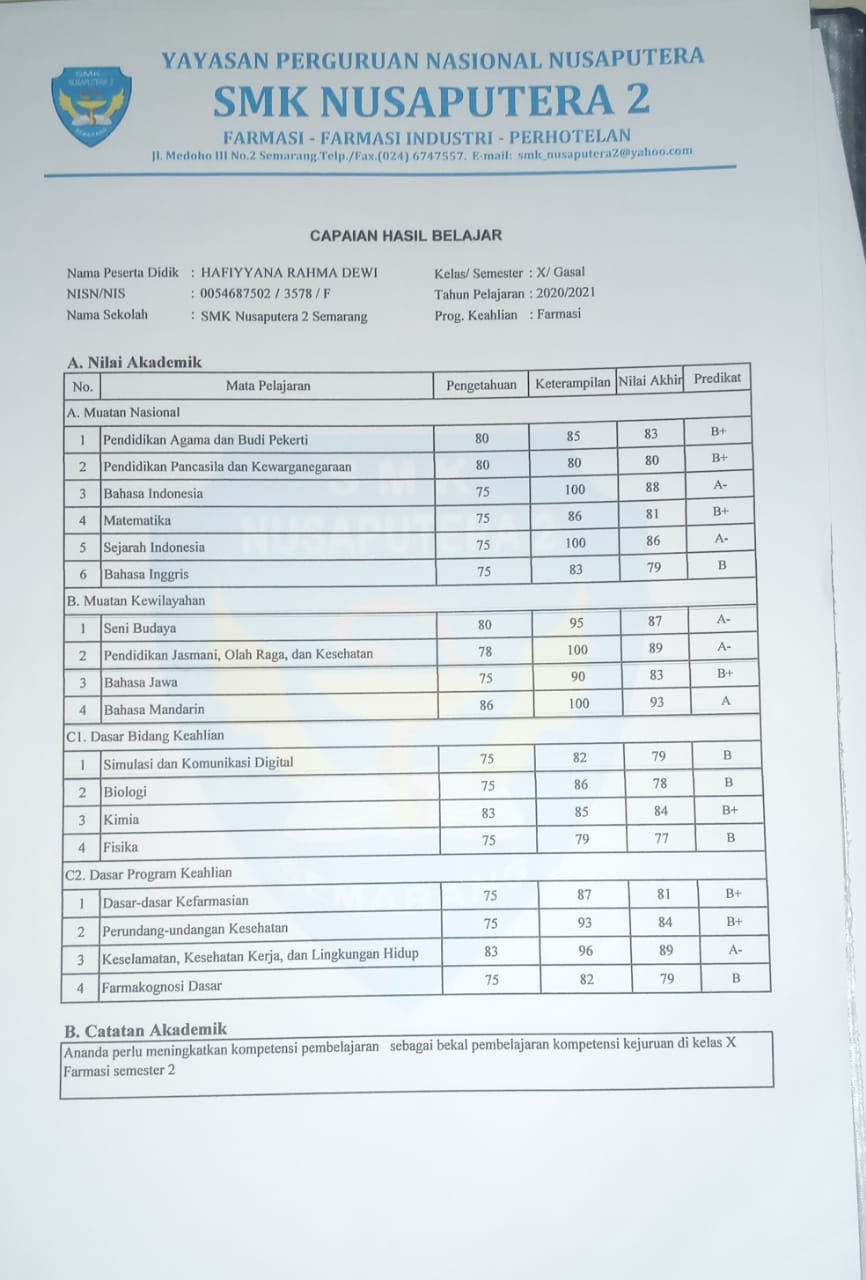 YAYASAN PERGURUAN NASIONAL NUSAPUTERA
SMK NUSAPUTERA 2
FARMASI - FARMASI INDUSTRI - PERHOTELAN
Jl. Medoho III No.2 Semarang.Telp./Fax.(024) 6747557. E-mail: smk_nusaputera2@yahoo.com
SMK
NUSAPUTERA 2
SEMARANG
CAPAIAN HASIL BELAJAR
Nama Peserta Didik : HAFIYYANA RAHMA DEWI Kelas/ Semester : X/ Gasal
NISN/NIS : 0054687502 / 3578 / F Tahun Pelajaran : 2020/2021
Nama Sekolah : SMK Nusaputera 2 Semarang Prog. Keahlian : Farmasi
A. Nilai Akademik
No. Mata Pelajaran Pengetahuan Keterampilan Nilai Akhir Predikat
A. Muatan Nasional
1 Pendidikan Agama dan Budi Pekerti 80 85 83 B+
2 Pendidikan Pancasila dan Kewarganegaraan 80 80 80 B+
3 Bahasa Indonesia 75 100 88 A-
4 Matematika 75 86 81 B+
5 Sejarah Indonesia 75 100 86 A-
6 Bahasa Inggris 75 83 79 B
B. Muatan Kewilayahan
1 Seni Budaya 80 95 87 A-
2 Pendidikan Jasmani, Olah Raga, dan Kesehatan 78 100 89 A-
3 Bahasa Jawa 75 90 83 B+
4 Bahasa Mandarin 86 100 93 A
C1. Dasar Bidang Keahlian
1 Simulasi dan Komunikasi Digital 75 82 79 B
2 Biologi 75 86 78 B
3 Kimia 83 85 84 B+
4 Fisika 75 79 77 B
C2. Dasar Program Keahlian
1 Dasar-dasar Kefarmasian 75 87 81 B+
2 Perundang-undangan Kesehatan 75 93 84 B+
3 Keselamatan, Kesehatan Kerja, dan Lingkungan Hidup 83 96 89 A-
4 Farmakognosi Dasar 75 82 79 B
SMK
NUSAPUTERA 2
SEMARANG
B. Catatan Akademik
Ananda perlu meningkatkan kompetensi pembelajaran sebagai bekal pembelajaran kompetensi kejuruan di kelas X
Farmasi semester 2